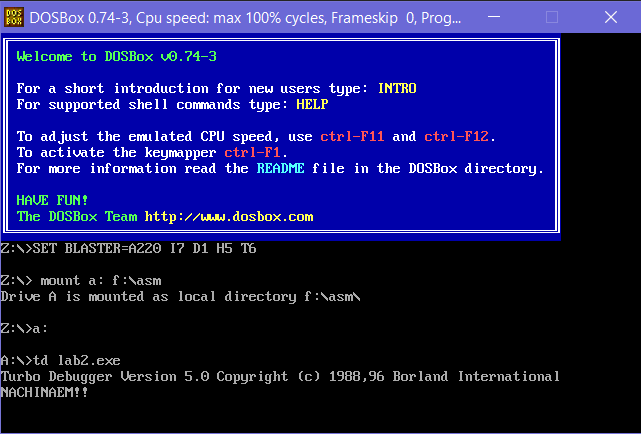 DOS BOX
DOSBox 0.74-3, Cpu speed: max 100% cycles, Frameskip 0, Prog...
Welcome to DOSBox v0.74-3
For a short introduction for new users type: INTRO
For supported shell commands type: HELP
To adjust the emulated CPU speed, use ctrl-F11 and ctrl-F12.
To activate the keymapper ctrl-F1.
For more information read the README file in the DOSBox directory.
HAVE FUN!
The DOSBox Team http://www.dosbox.com
Z:\>SET BLASTER=A220 I7 D1 H5 T6
Z:\> mount a: f:\asm
Drive A is mounted as local directory f:\asm\
Z:\>a:
A:\>td lab2.exe
Turbo Debugger Version 5.0 Copyright (c) 1988,96 Borland International
NACHINAEM!!